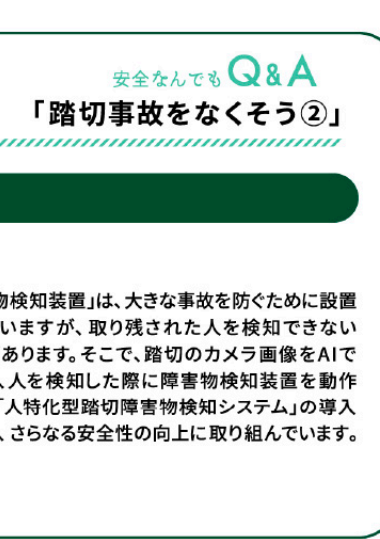 安全なんでもQ&A
「踏切事故をなくそう②」
物検知装置」は、大きな事故を防ぐために設置
いますが、取り残された人を検知できない
あります。そこで、踏切のカメラ画像をAIで
、人を検知した際に障害物検知装置を動作
「人特化型踏切障害物検知システム」の導入
、さらなる安全性の向上に取り組んでいます。